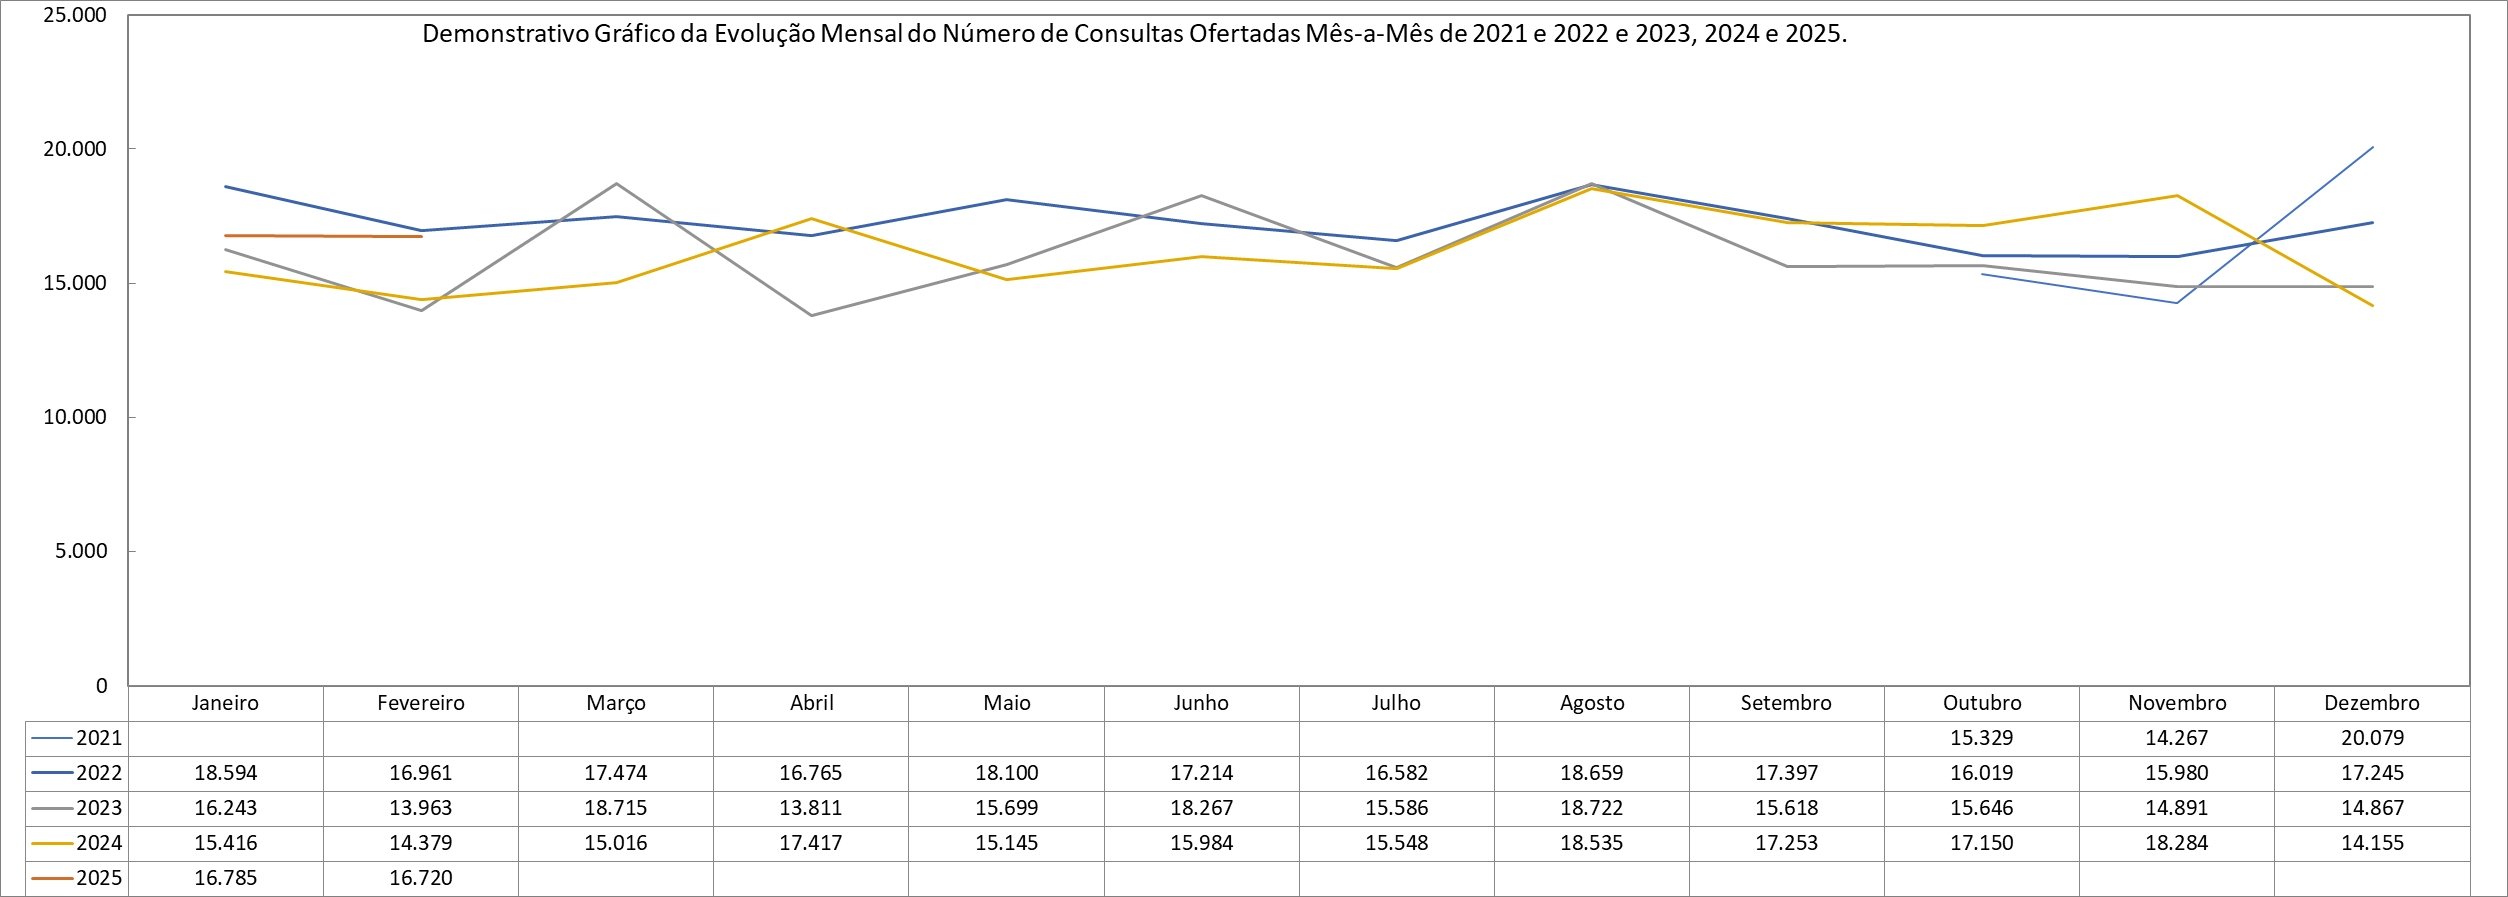 Demonstrativo Gráfico da Evolução Mensal do Número de Consultas Ofertadas Mês-a-Mês de 2021 e 2022 e 2023, 2024 e 2025.
25.000
20.000
15.000
10.000
5.000
0
Janeiro Fevereiro Março Abril Maio Junho Julho Agosto Setembro Outubro Novembro Dezembro
2021 15.329 14.267 20.079
2022 18.594 16.961 17.474 16.765 18.100 17.214 16.582 18.659 17.397 16.019 15.980 17.245
2023 16.243 13.963 18.715 13.811 15.699 18.267 15.586 18.722 15.618 15.646 14.891 14.867
2024 15.416 14.379 15.016 17.417 15.145 15.984 15.548 18.535 17.253 17.150 18.284 14.155
2025 16.785 16.720